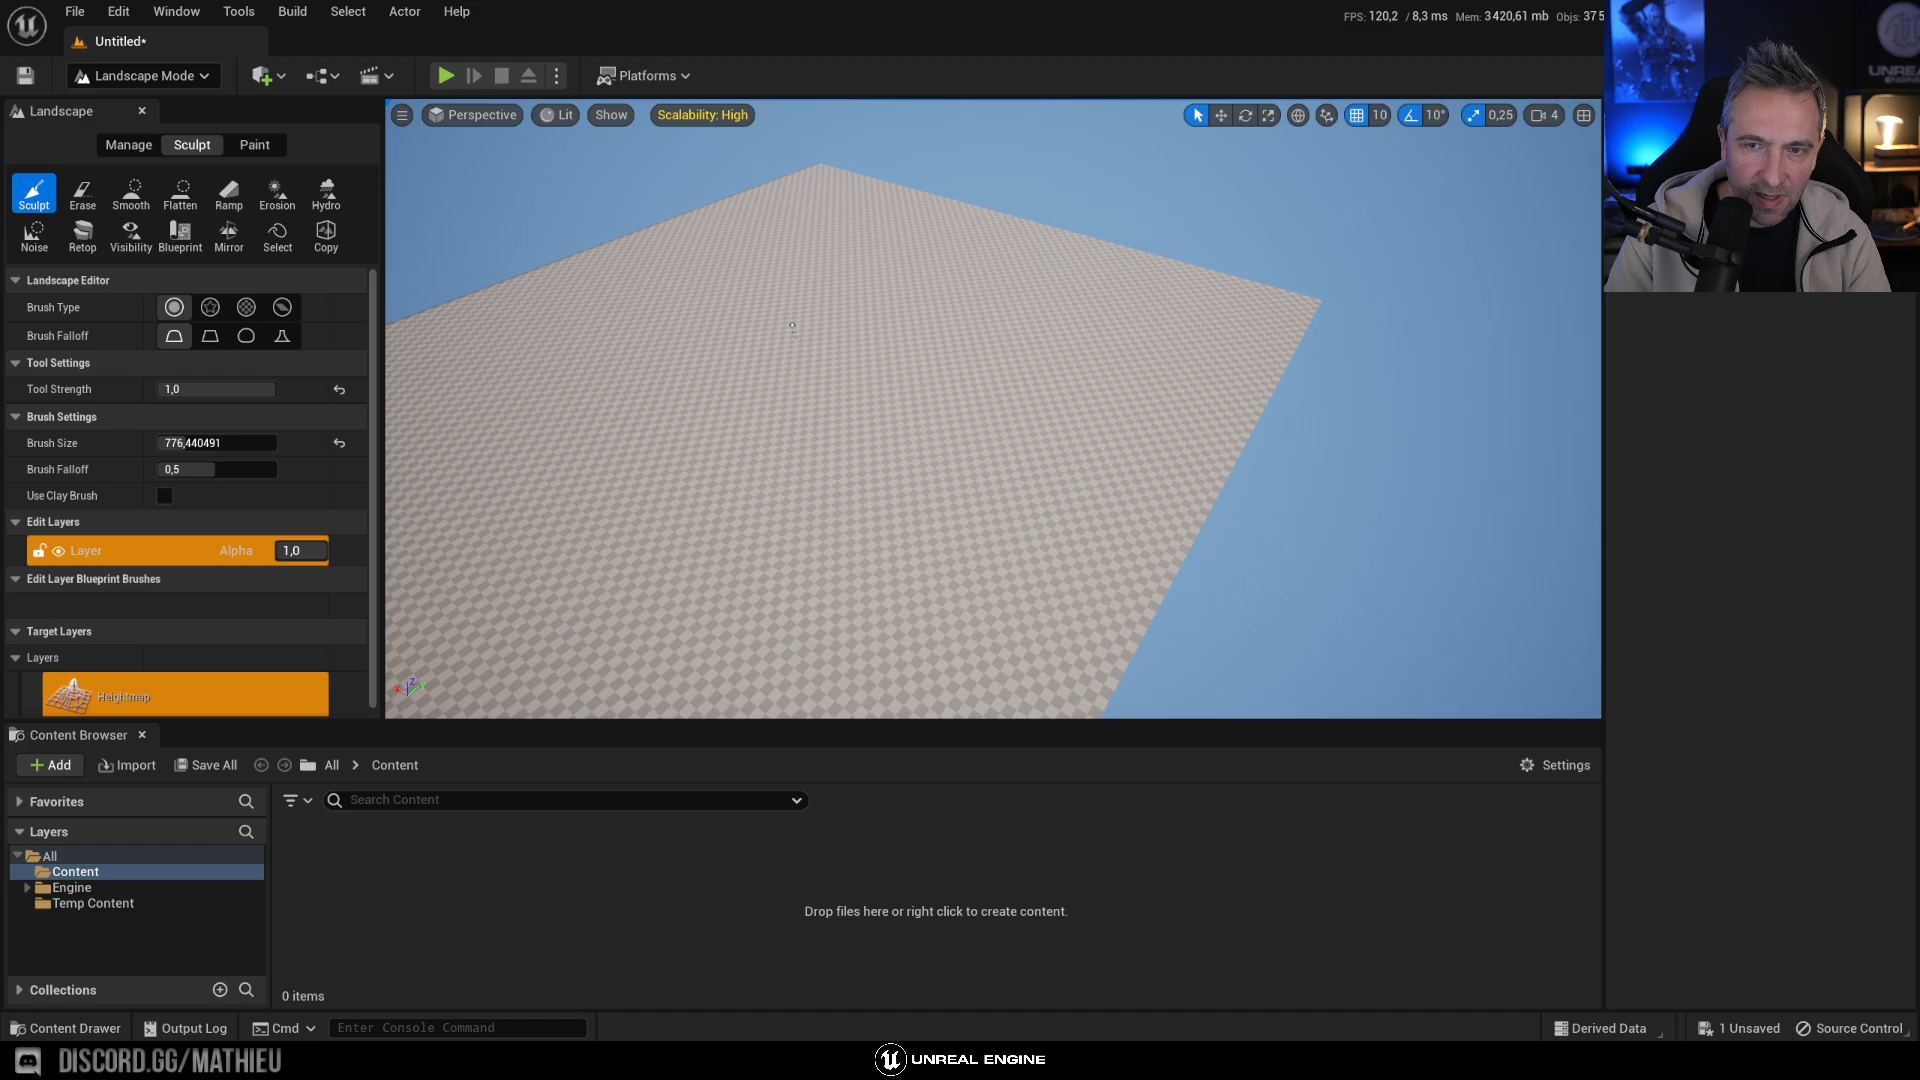 File Edit Window Tools Build Select Actor Help
FPS: 120,2 / 8,3 ms Mem: 3420,61 mb Objs: 375
Untitled*
Landscape Mode
Platforms
Landscape
Perspective Lit Show Scalability: High 10 10° 0,25 4
Manage Sculpt Paint
Sculpt Erase Smooth Flatten Ramp Erosion Hydro
Noise Retop Visibility Blueprint Mirror Select Copy
Landscape Editor
Brush Type
Brush Falloff
Tool Settings
Tool Strength 1,0
Brush Settings
Brush Size 776,440491
Brush Falloff 0,5
Use Clay Brush
Edit Layers
Layer Alpha 1,0
Edit Layer Blueprint Brushes
Target Layers
Layers
Heightmap
X Z Y
Content Browser
Add Import Save All All Content Settings
Favorites
Search Content
Layers
All
Content
Engine
Temp Content
Drop files here or right click to create content.
Collections
0 items
Content Drawer Output Log Cmd Enter Console Command Derived Data 1 Unsaved Source Control
DISCORD.GG/MATHIEU
UNREAL ENGINE